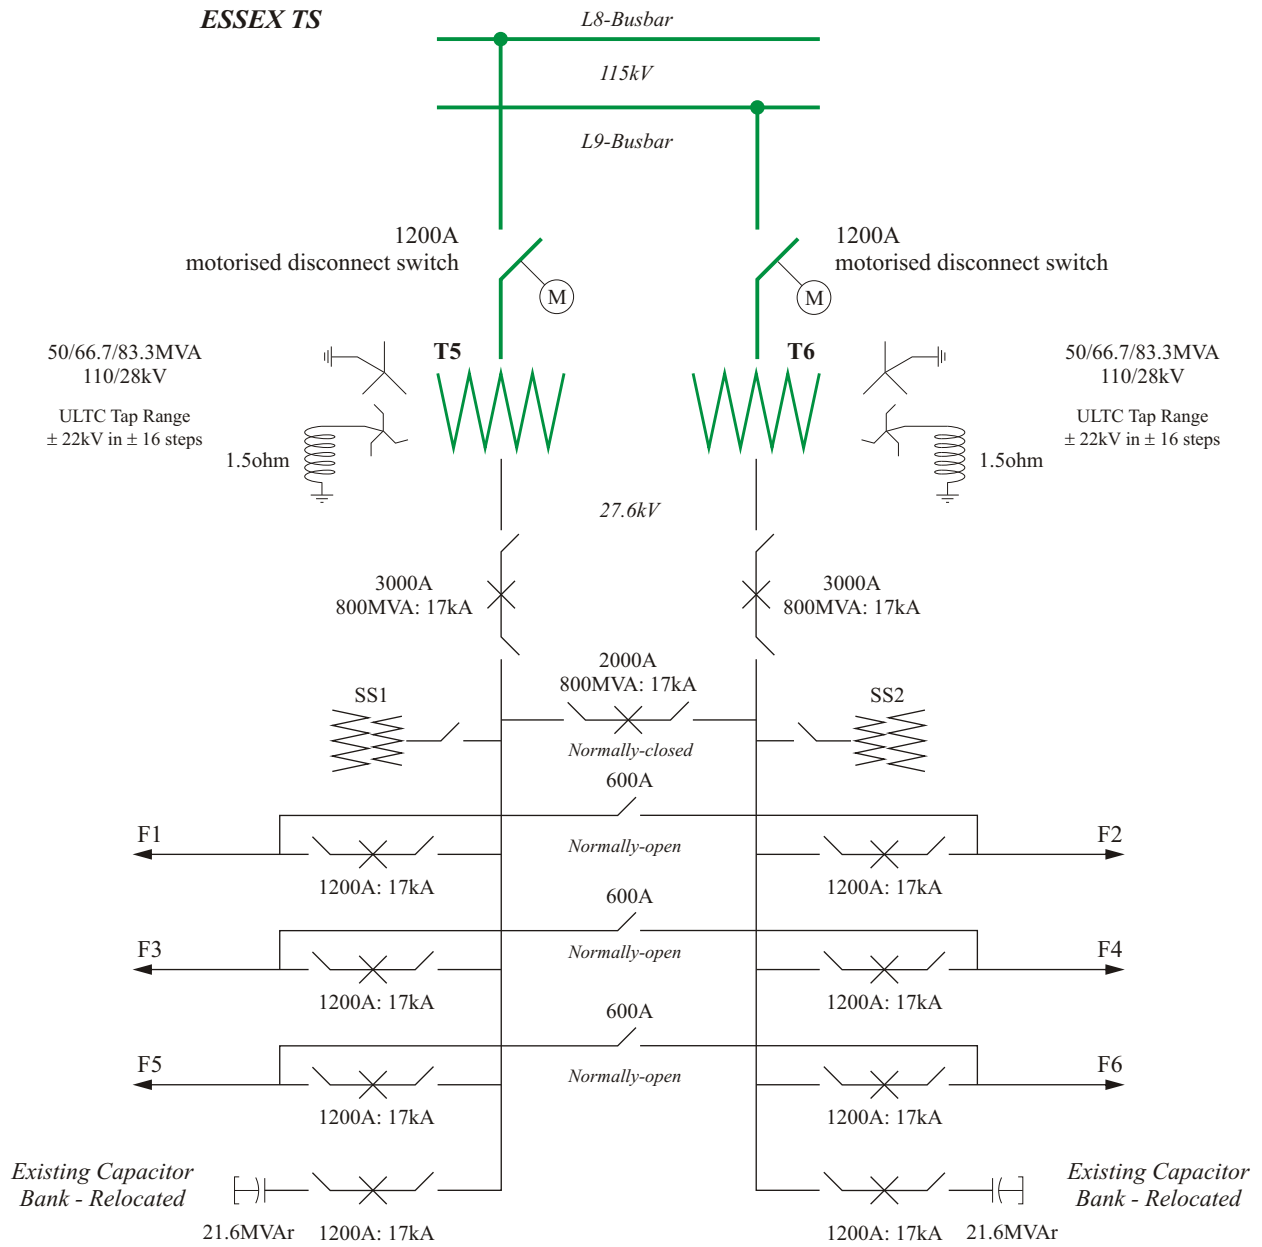 ESSEX TS
L8-Busbar
115kV
L9-Busbar
1200A
motorised disconnect switch
M
1200A
motorised disconnect switch
M
50/66.7/83.3MVA
110/28kV
ULTC Tap Range
± 22kV in ± 16 steps
1.5ohm
T5
T6
50/66.7/83.3MVA
110/28kV
ULTC Tap Range
± 22kV in ± 16 steps
1.5ohm
27.6kV
3000A
800MVA: 17kA
3000A
800MVA: 17kA
2000A
800MVA: 17kA
Normally-closed
SS1
SS2
600A
Normally-open
F1
1200A: 17kA
F2
1200A: 17kA
600A
Normally-open
F3
1200A: 17kA
F4
1200A: 17kA
600A
Normally-open
F5
1200A: 17kA
F6
1200A: 17kA
Existing Capacitor
Bank - Relocated
21.6MVAr
1200A: 17kA
Existing Capacitor
Bank - Relocated
1200A: 17kA
21.6MVAr